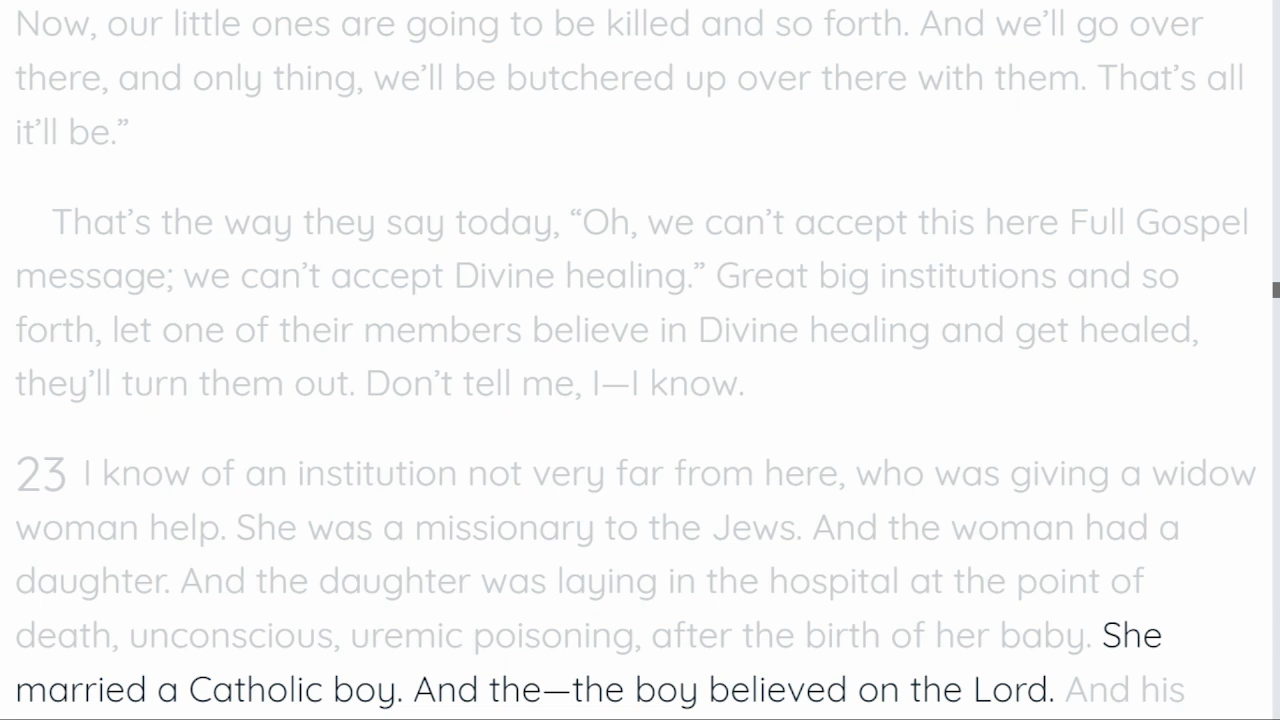 Now, our little ones are going to be killed and so forth. And we’ll go over
there, and only thing, we’ll be butchered up over there with them. That’s all
it’ll be.”
That’s the way they say today, “Oh, we can’t accept this here Full Gospel
message; we can’t accept Divine healing.” Great big institutions and so
forth, let one of their members believe in Divine healing and get healed,
they’ll turn them out. Don’t tell me, I—I know.
23 I know of an institution not very far from here, who was giving a widow
woman help. She was a missionary to the Jews. And the woman had a
daughter. And the daughter was laying in the hospital at the point of
death, unconscious, uremic poisoning, after the birth of her baby. She
married a Catholic boy. And the—the boy believed on the Lord. And his